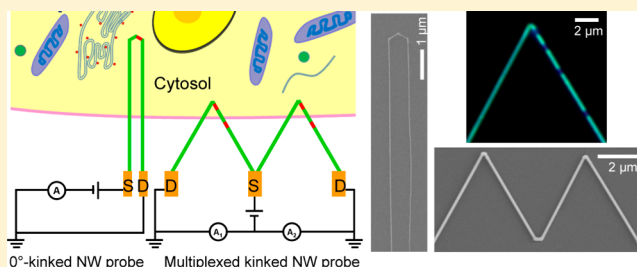 Cytosol
S D
D
S
D
A
A₁
A₂
0°-kinked NW probe
Multiplexed kinked NW probe
1 µm
2 µm
2 µm